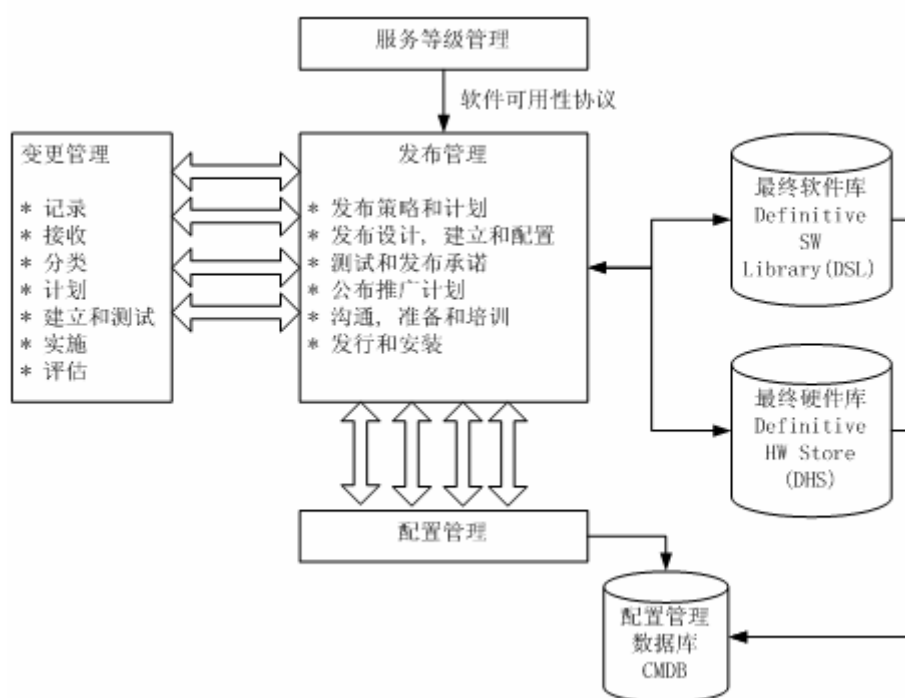 服务等级管理
软件可用性协议
变更管理
* 记录
* 接收
* 分类
* 计划
* 建立和测试
* 实施
* 评估
发布管理
* 发布策略和计划
* 发布设计, 建立和配置
* 测试和发布承诺
* 公布推广计划
* 沟通, 准备和培训
* 发行和安装
最终软件库
Definitive
SW
Library(DSL)
最终硬件库
Definitive
HW Store
(DHS)
配置管理
配置管理
数据库
CMDB